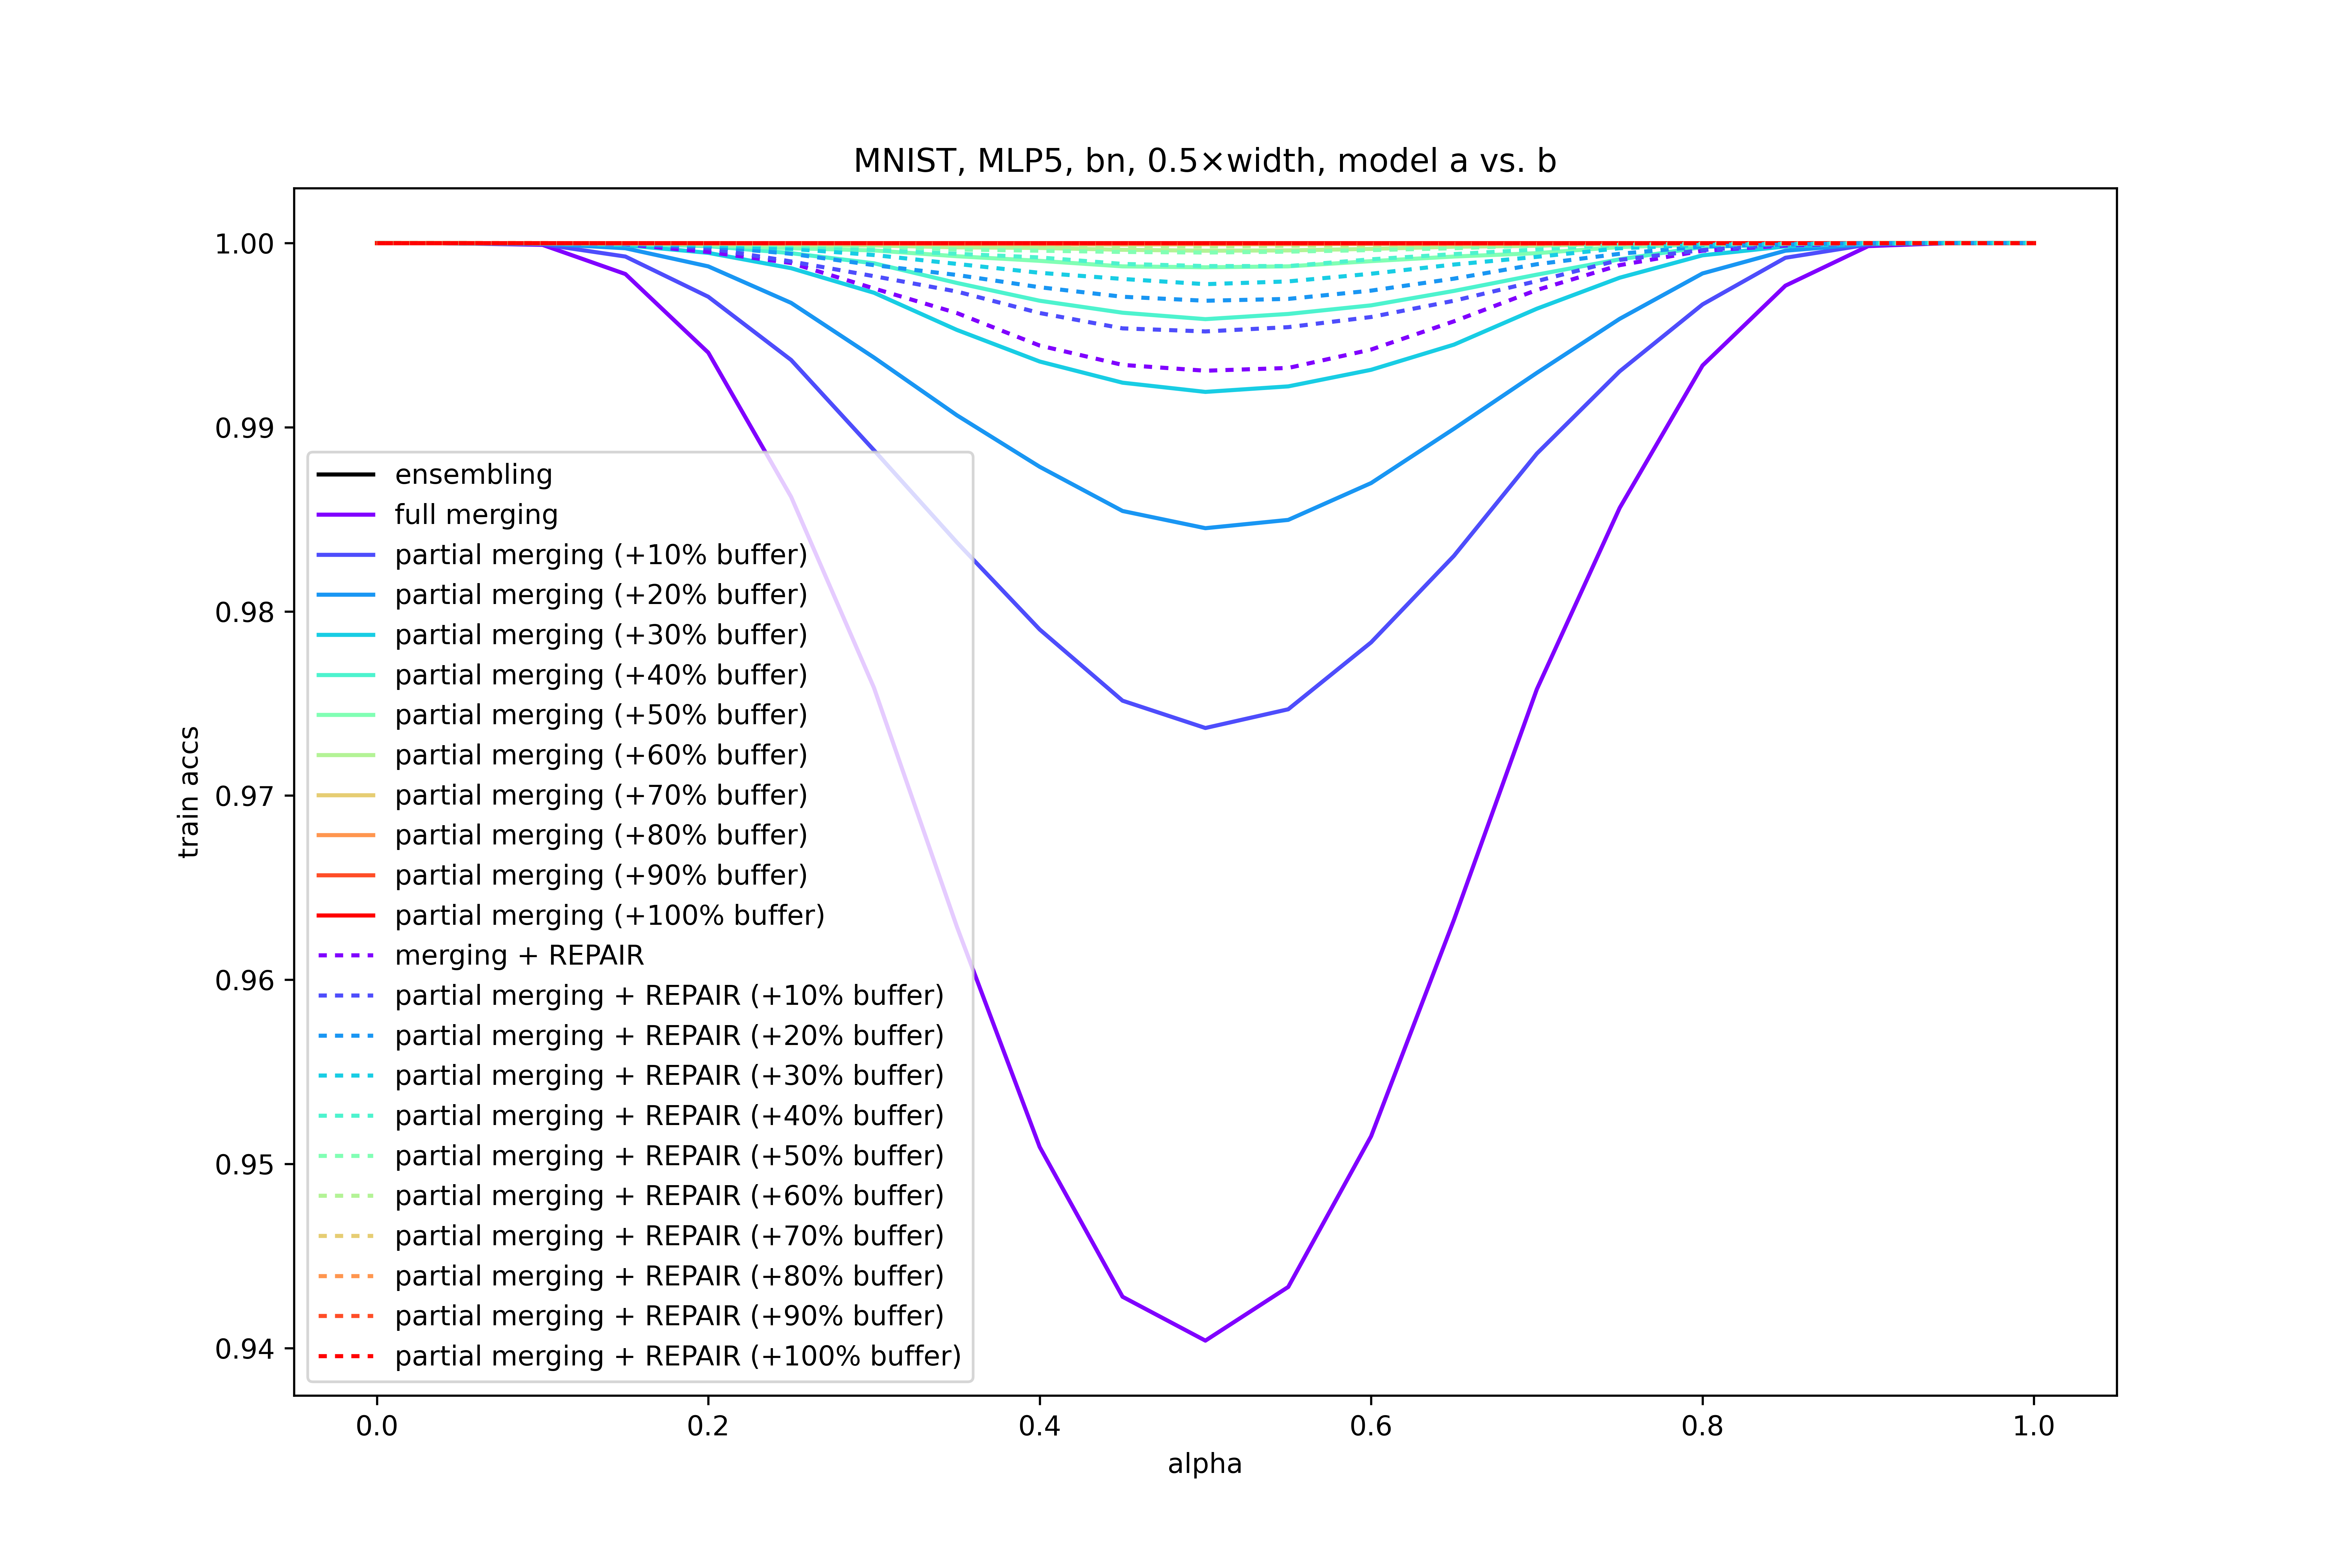 MNIST, MLP5, bn, 0.5×width, model a vs. b
train accs
1.00
0.99
0.98
0.97
0.96
0.95
0.94
ensembling
full merging
partial merging (+10% buffer)
partial merging (+20% buffer)
partial merging (+30% buffer)
partial merging (+40% buffer)
partial merging (+50% buffer)
partial merging (+60% buffer)
partial merging (+70% buffer)
partial merging (+80% buffer)
partial merging (+90% buffer)
partial merging (+100% buffer)
merging + REPAIR
partial merging + REPAIR (+10% buffer)
partial merging + REPAIR (+20% buffer)
partial merging + REPAIR (+30% buffer)
partial merging + REPAIR (+40% buffer)
partial merging + REPAIR (+50% buffer)
partial merging + REPAIR (+60% buffer)
partial merging + REPAIR (+70% buffer)
partial merging + REPAIR (+80% buffer)
partial merging + REPAIR (+90% buffer)
partial merging + REPAIR (+100% buffer)
0.0 0.2 0.4 0.6 0.8 1.0
alpha